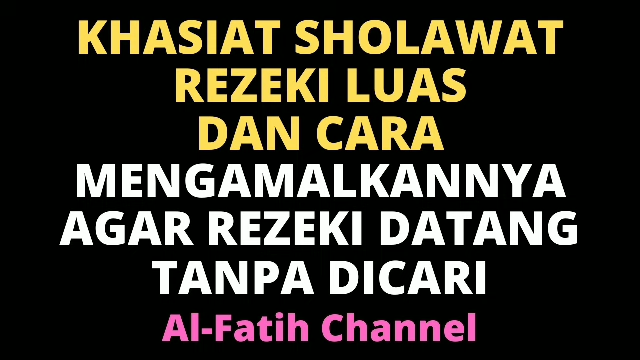 KHASIAT SHOLAWAT
REZEKI LUAS
DAN CARA
MENGAMALKANNYA
AGAR REZEKI DATANG
TANPA DICARI
Al-Fatih Channel